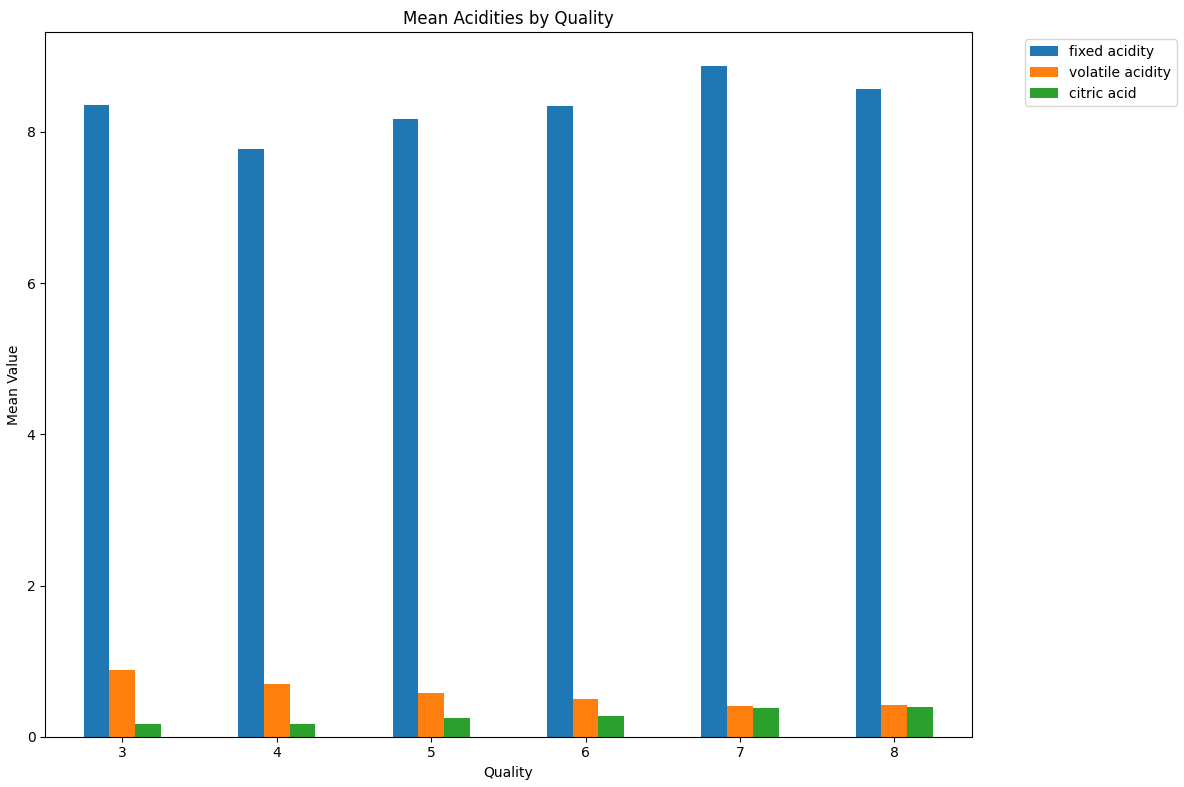 Mean Acidities by Quality
fixed acidity
volatile acidity
citric acid
Mean Value
8
6
4
2
0
3 4 5 6 7 8
Quality